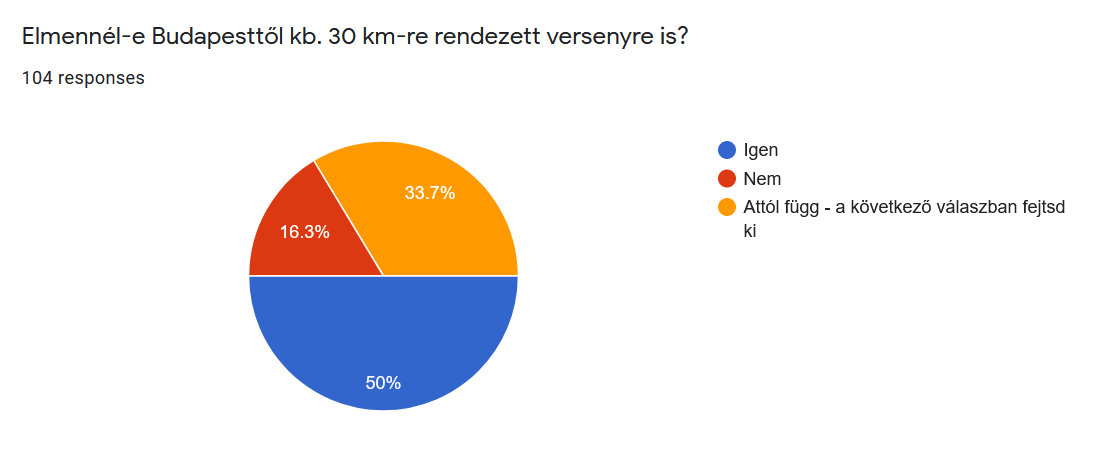 Elmennél-e Budapesttől kb. 30 km-re rendezett versenyre is?
104 responses
33.7%
16.3%
50%
Igen
Nem
Attól függ - a következő válaszban fejtsd
ki